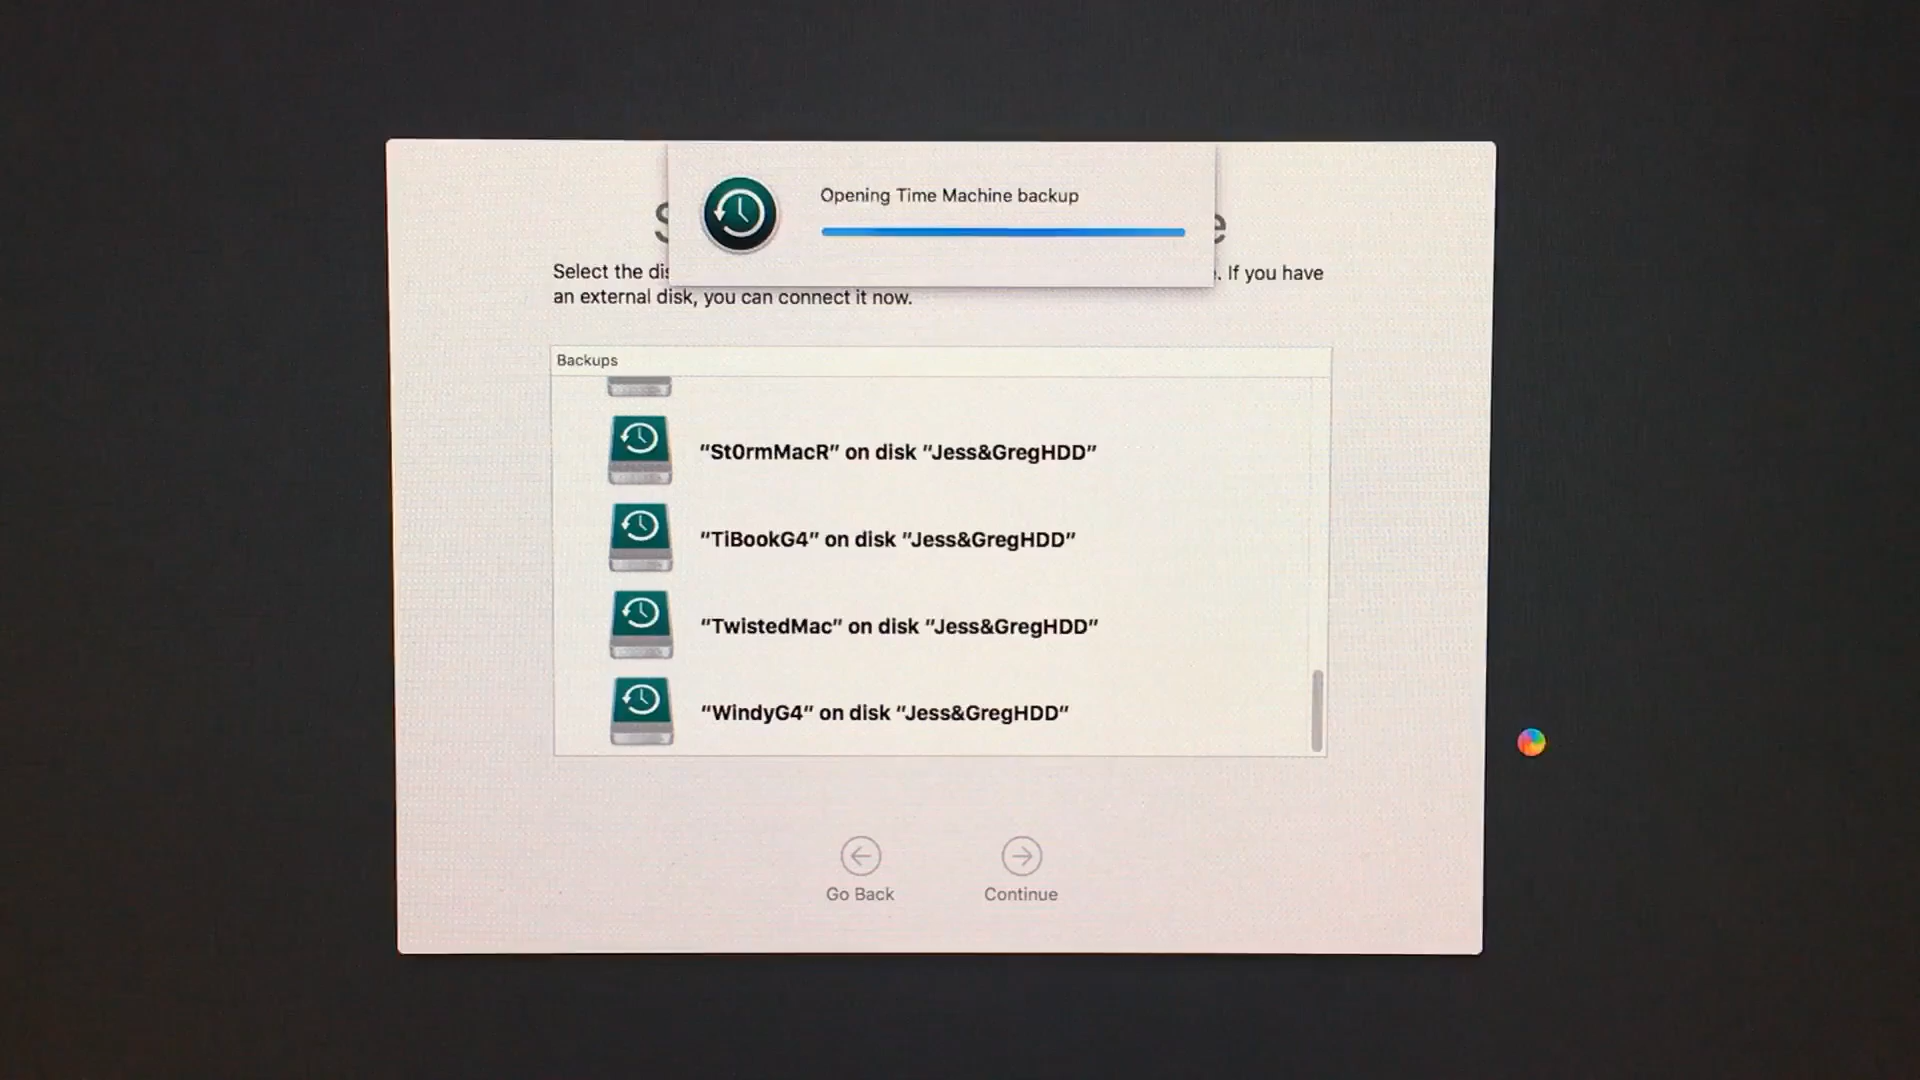 Opening Time Machine backup
Select the . If you have
an external disk, you can connect it now.
Backups
“St0rmMacR” on disk “Jess&GregHDD”
“TiBookG4” on disk “Jess&GregHDD”
“TwistedMac” on disk “Jess&GregHDD”
“WindyG4” on disk “Jess&GregHDD”
Go Back
Continue